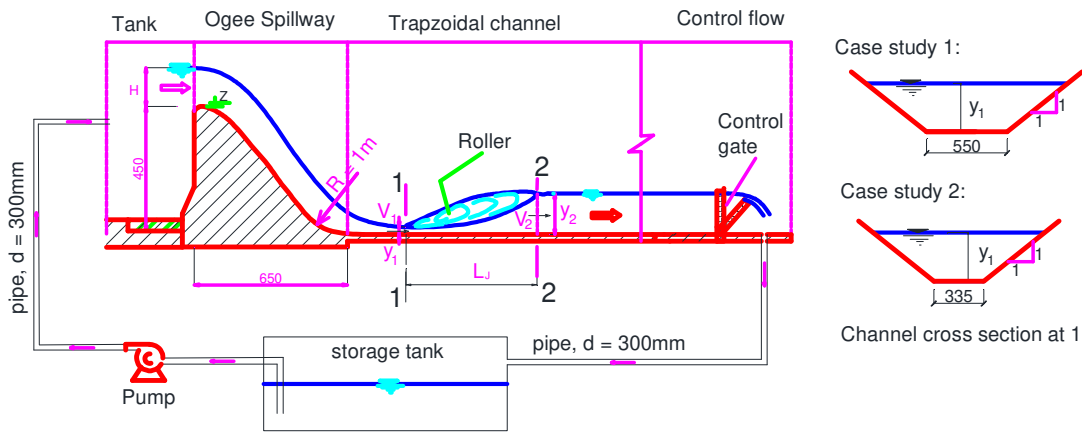 Tank
Ogee Spillway
Trapzoidal channel
Control flow
H
450
z
R = 1m
650
pipe, d = 300mm
1
V1
y1
1
Roller
2
V2
y2
2
LJ
Control
gate
Pump
storage tank
pipe, d = 300mm
Case study 1:
y1
1
1
550
Case study 2:
y1
1
1
335
Channel cross section at 1